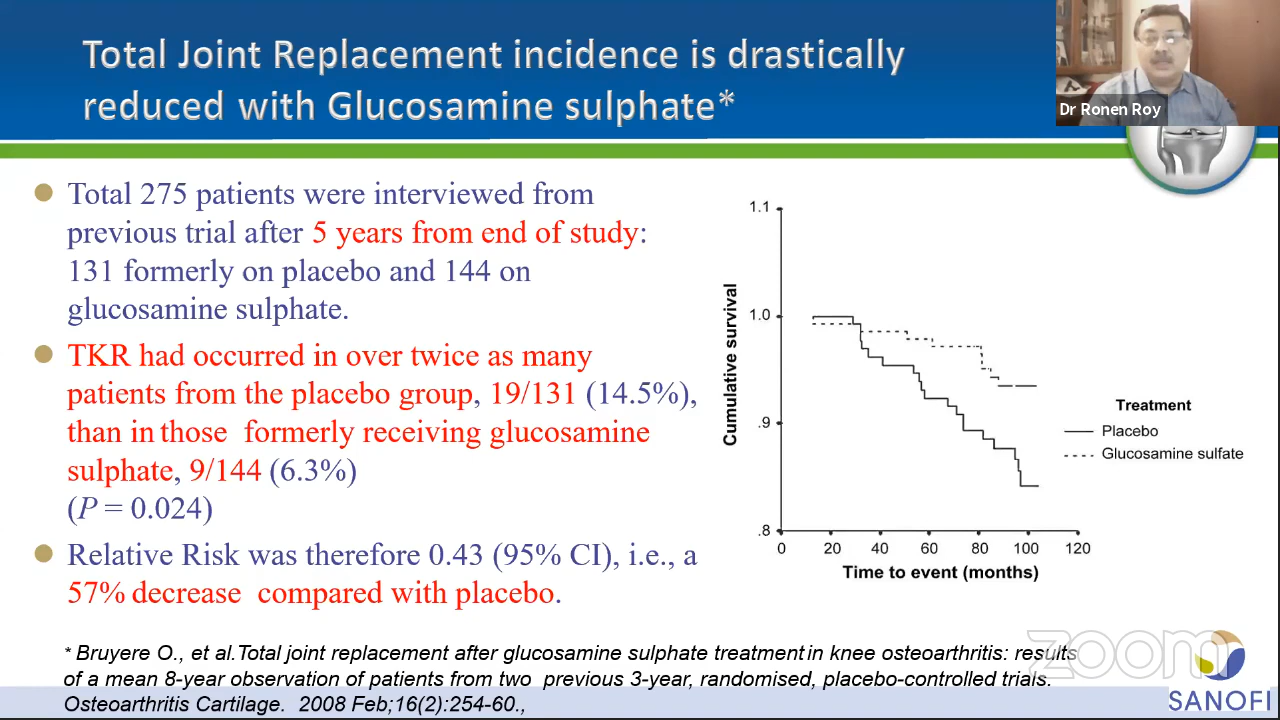 Total Joint Replacement incidence is drastically
reduced with Glucosamine sulphate*
Dr Ronen Roy
Total 275 patients were interviewed from
previous trial after 5 years from end of study:
131 formerly on placebo and 144 on
glucosamine sulphate.
TKR had occurred in over twice as many
patients from the placebo group, 19/131 (14.5%),
than in those formerly receiving glucosamine
sulphate, 9/144 (6.3%)
(P = 0.024)
Relative Risk was therefore 0.43 (95% CI), i.e., a
57% decrease compared with placebo.
1.1
1.0
.9
.8
Cumulative survival
0 20 40 60 80 100 120
Time to event (months)
Treatment
Placebo
Glucosamine sulfate
* Bruyere O., et al.Total joint replacement after glucosamine sulphate treatment in knee osteoarthritis: results
of a mean 8-year observation of patients from two previous 3-year, randomised, placebo-controlled trials.
Osteoarthritis Cartilage. 2008 Feb;16(2):254-60.,
zoom
SANOFI